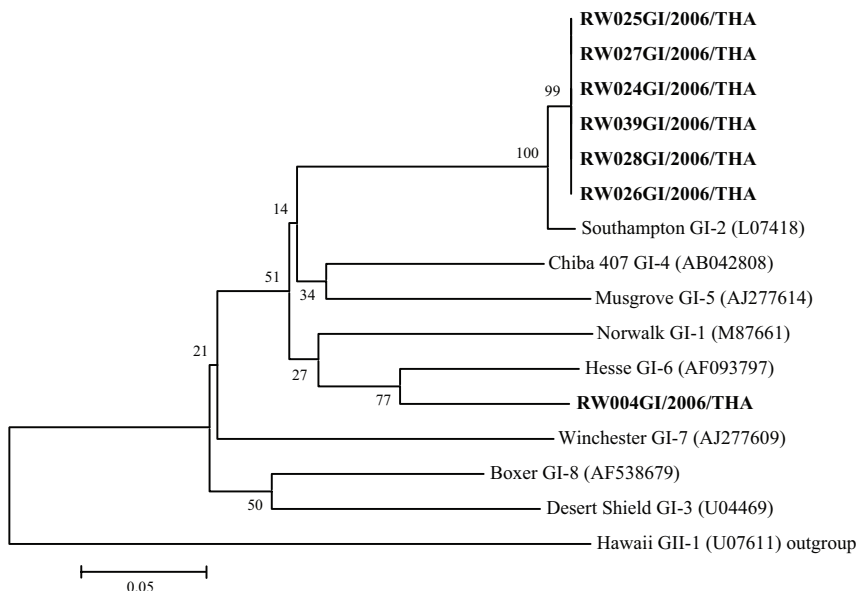 RW025GI/2006/THA
RW027GI/2006/THA
99
RW024GI/2006/THA
RW039GI/2006/THA
100
RW028GI/2006/THA
RW026GI/2006/THA
14
Southampton GI-2 (L07418)
Chiba 407 GI-4 (AB042808)
51
34
Musgrove GI-5 (AJ277614)
Norwalk GI-1 (M87661)
21
27
Hesse GI-6 (AF093797)
77
RW004GI/2006/THA
Winchester GI-7 (AJ277609)
Boxer GI-8 (AF538679)
50
Desert Shield GI-3 (U04469)
Hawaii GII-1 (U07611) outgroup
0.05